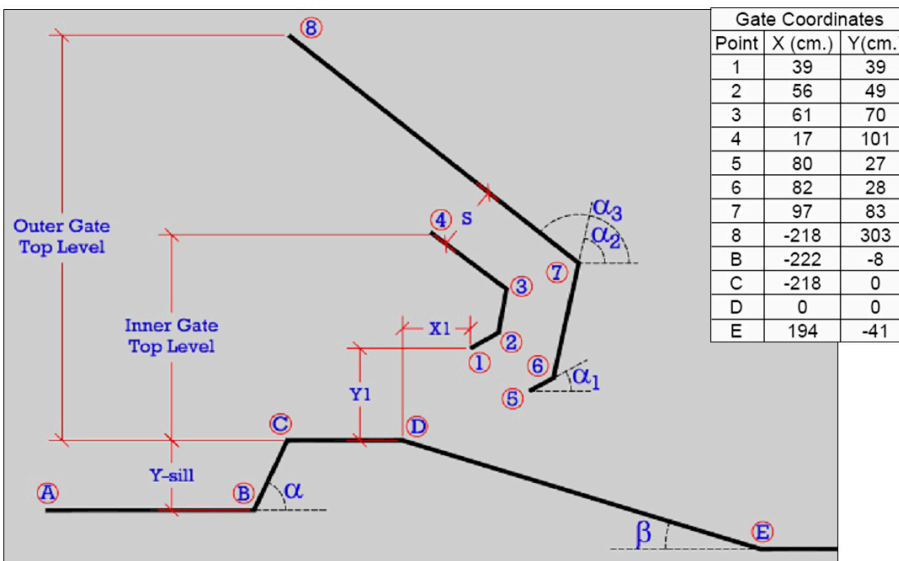 Gate Coordinates
Point X (cm.) Y(cm.
1 39 39
2 56 49
3 61 70
4 17 101
5 80 27
6 82 28
7 97 83
8 -218 303
B -222 -8
C -218 0
D 0 0
E 194 -41
8
Outer Gate
Top Level
4
S
α3
α2
7
3
Inner Gate
Top Level
X1
2
1
Y1
6
α1
5
C
D
Y-sill
A
B
α
β
E